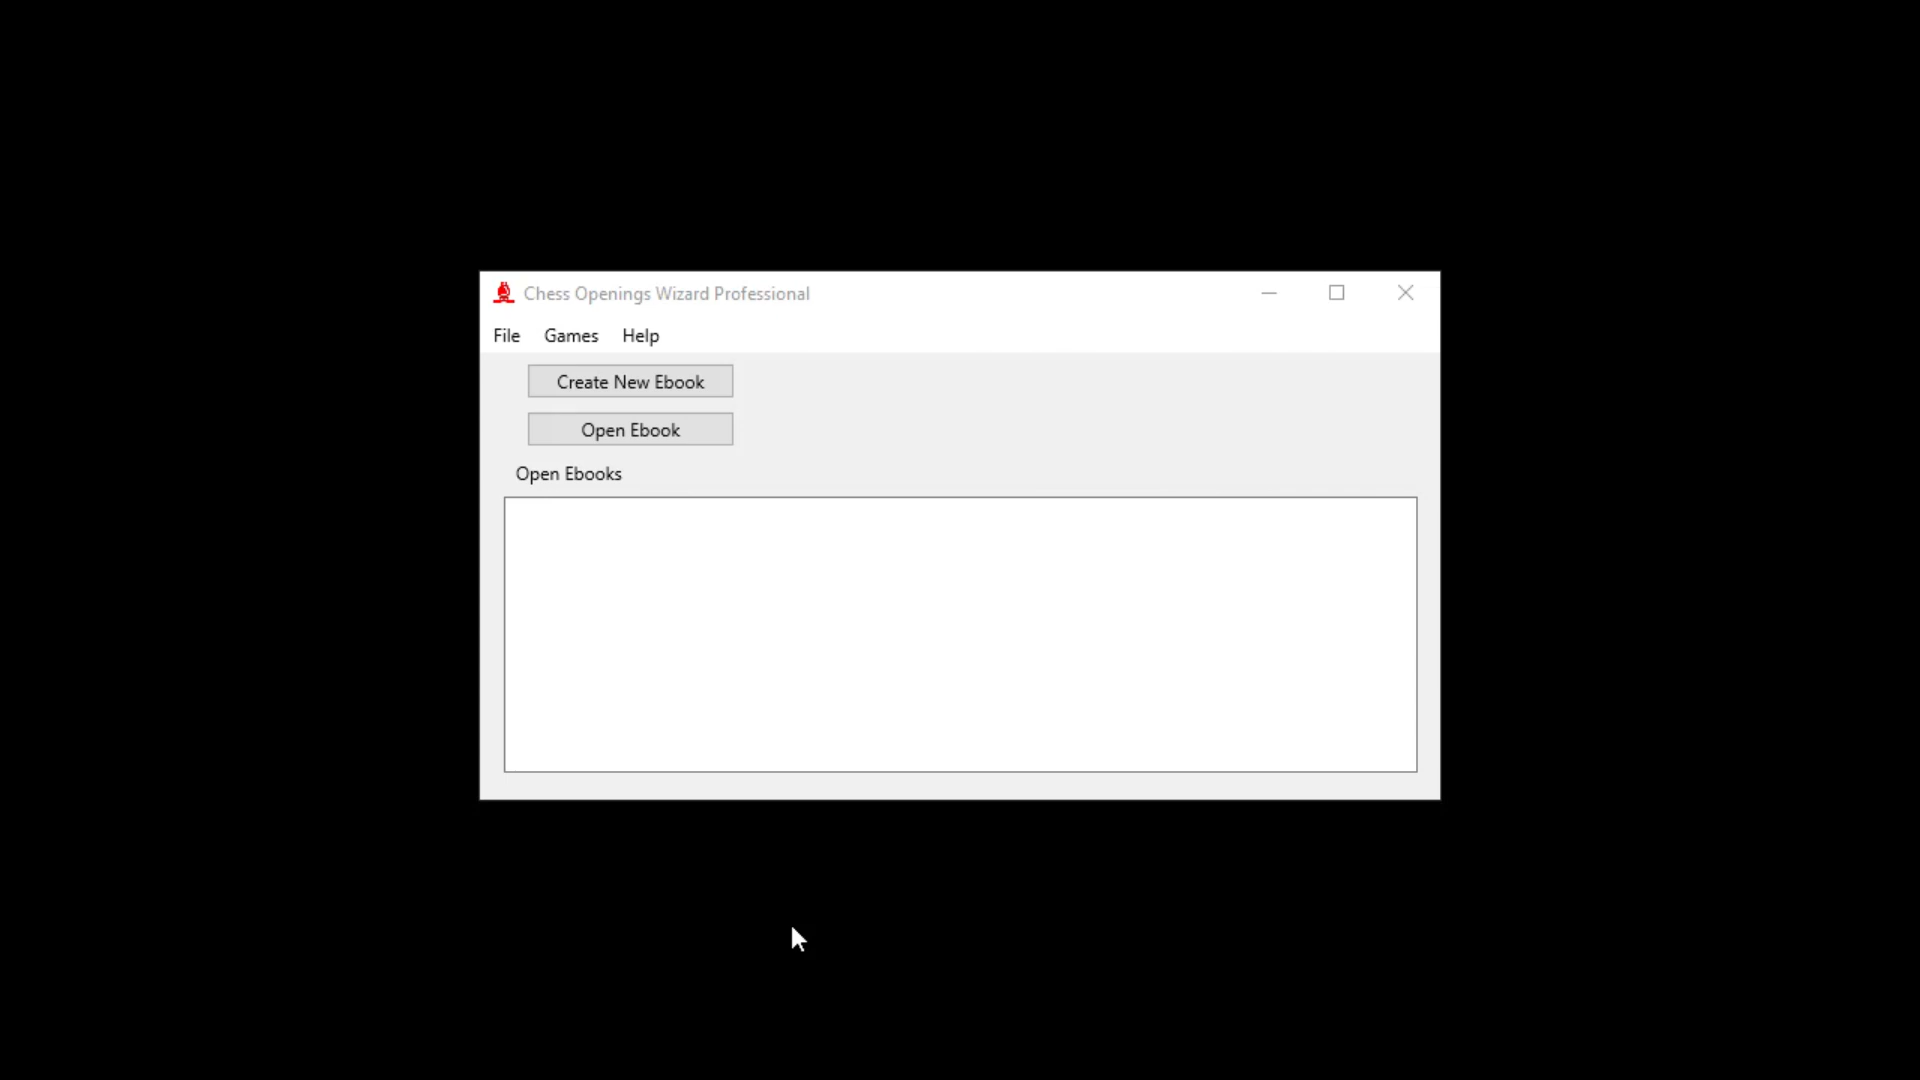 Chess Openings Wizard Professional
File Games Help
Create New Ebook
Open Ebook
Open Ebooks